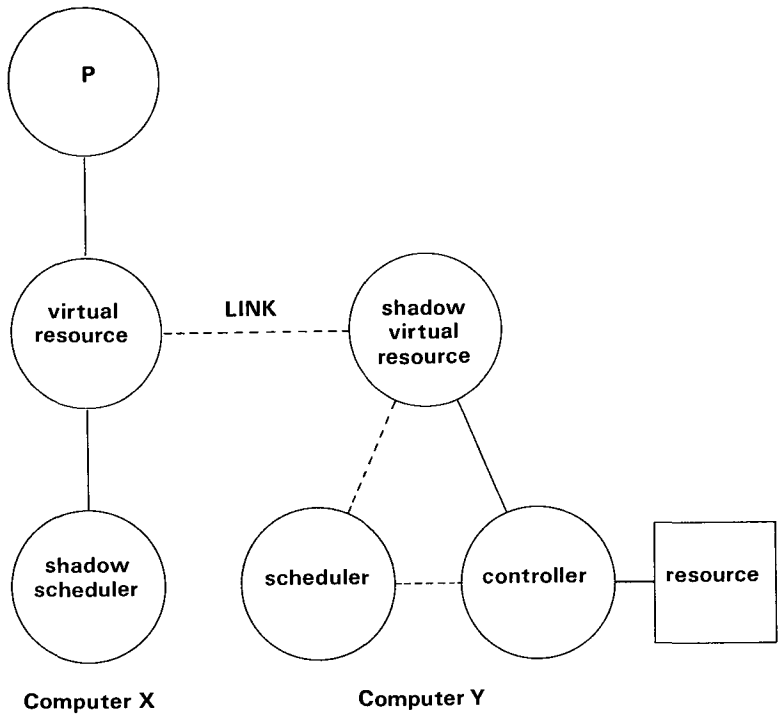 P
virtual
resource
LINK
shadow
virtual
resource
shadow
scheduler
scheduler
controller
resource
Computer X
Computer Y